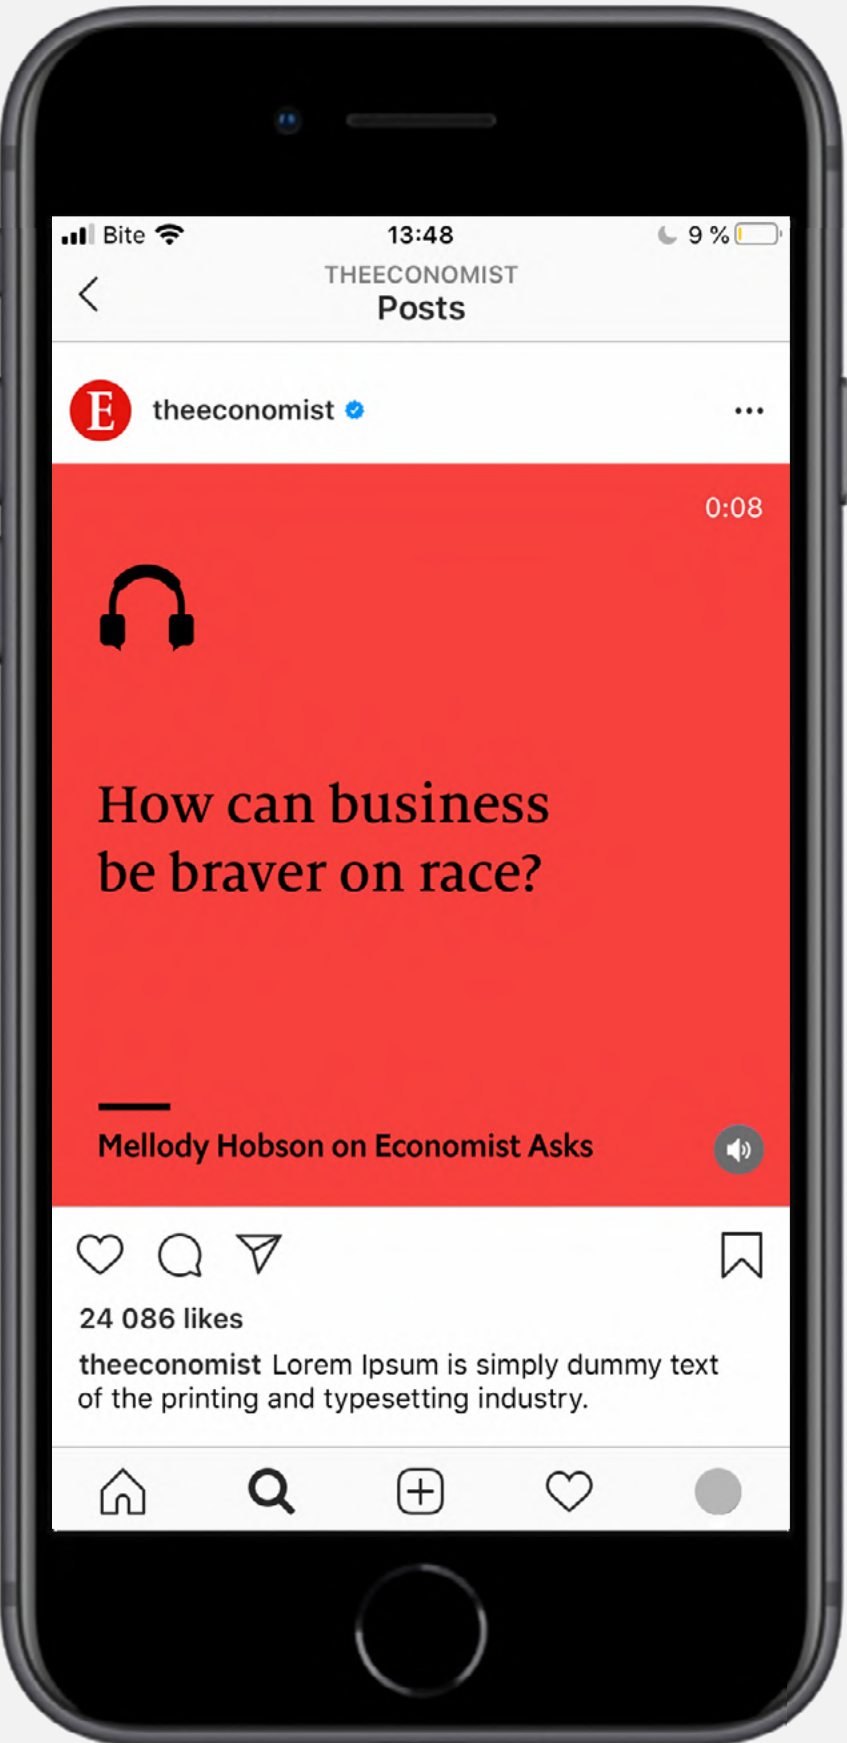 Bite 13:48 9 %
THEECONOMIST
Posts
E theeconomist
0:08
How can business
be braver on race?
Mellody Hobson on Economist Asks
24 086 likes
theeconomist Lorem Ipsum is simply dummy text
of the printing and typesetting industry.